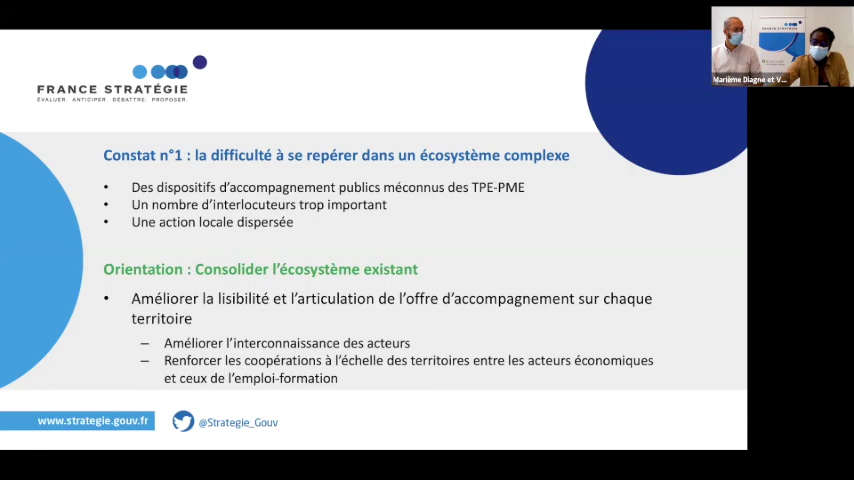 FRANCE STRATÉGIE
ÉVALUER. ANTICIPER. DÉBATTRE. PROPOSER.
FRANCE STRATÉGIE
Marième Diagne et V...
Constat n°1 : la difficulté à se repérer dans un écosystème complexe
• Des dispositifs d'accompagnement publics méconnus des TPE-PME
• Un nombre d'interlocuteurs trop important
• Une action locale dispersée
Orientation : Consolider l'écosystème existant
• Améliorer la lisibilité et l'articulation de l'offre d'accompagnement sur chaque
territoire
– Améliorer l'interconnaissance des acteurs
– Renforcer les coopérations à l'échelle des territoires entre les acteurs économiques
et ceux de l'emploi-formation
www.strategie.gouv.fr
@Strategie_Gouv